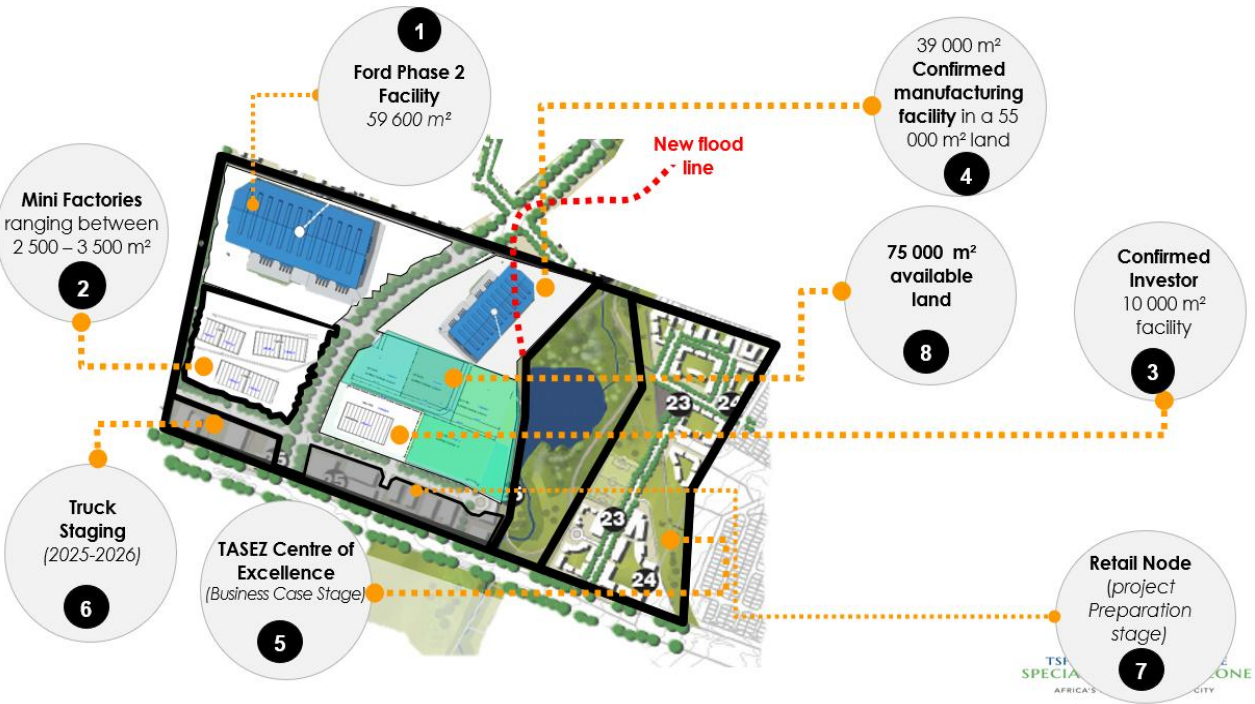 1
Ford Phase 2
Facility
59 600 m²
39 000 m²
Confirmed
manufacturing
facility in a 55
000 m² land
4
New flood
line
Mini Factories
ranging between
2 500 – 3 500 m²
2
75 000 m²
available
land
8
Confirmed
Investor
10 000 m²
facility
3
23
24
23
24
Truck
Staging
(2025-2026)
6
TASEZ Centre of
Excellence
(Business Case Stage)
5
Retail Node
(project
Preparation
stage)
7
AFRICA'S
CITY